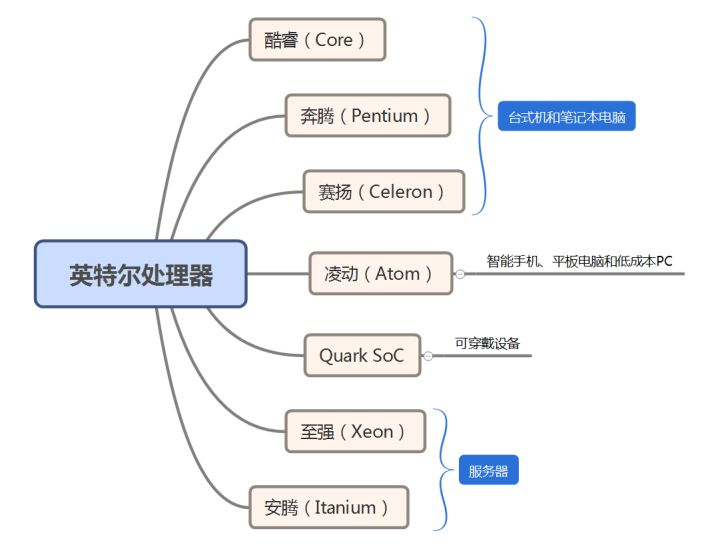 酷睿（Core）
奔腾（Pentium）
台式机和笔记本电脑
赛扬（Celeron）
英特尔处理器
凌动（Atom）
智能手机、平板电脑和低成本PC
Quark SoC
可穿戴设备
至强（Xeon）
服务器
安腾（Itanium）